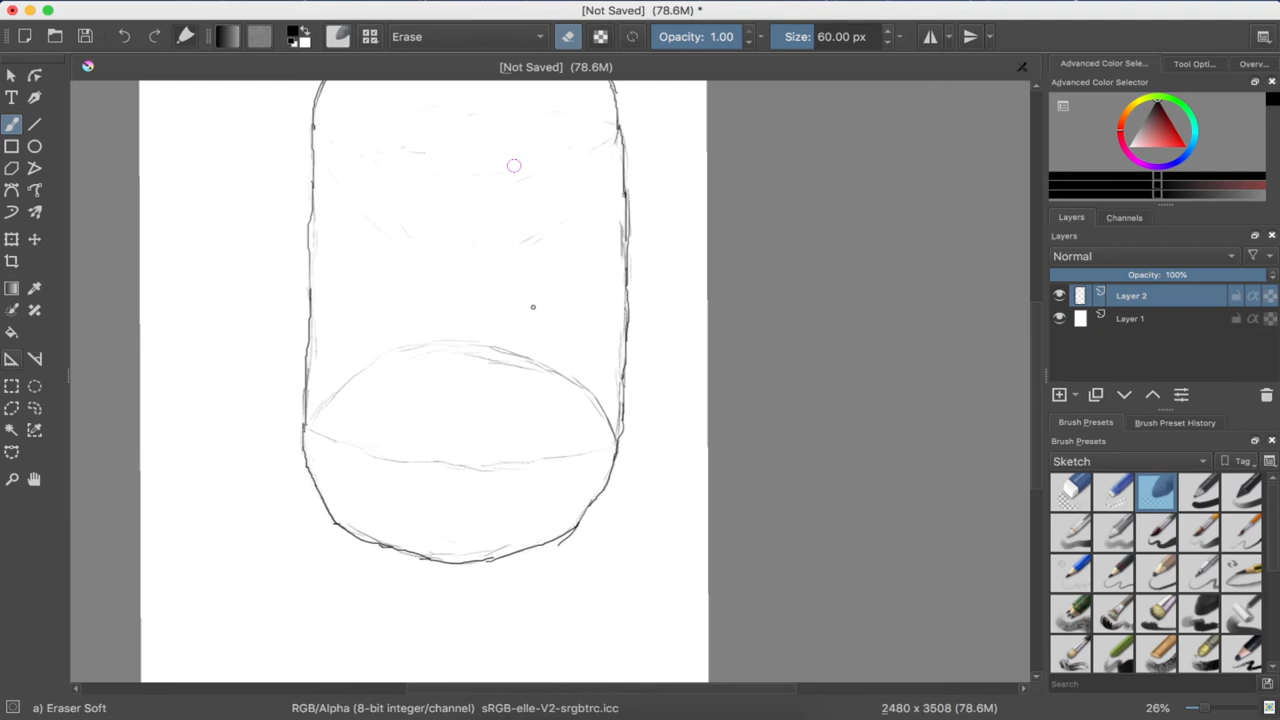 [Not Saved] (78.6M) *
Erase
Opacity: 1.00
Size: 60.00 px
[Not Saved] (78.6M)
Advanced Color Sele...
Tool Opti...
Overv...
Advanced Color Selector
Layers
Channels
Layers
Normal
Opacity: 100%
Layer 2
Layer 1
Brush Presets
Brush Preset History
Brush Presets
Sketch
Tag
Search
a) Eraser Soft
RGB/Alpha (8-bit integer/channel) sRGB-elle-V2-srgbtrc.icc
2480 x 3508 (78.6M)
26%